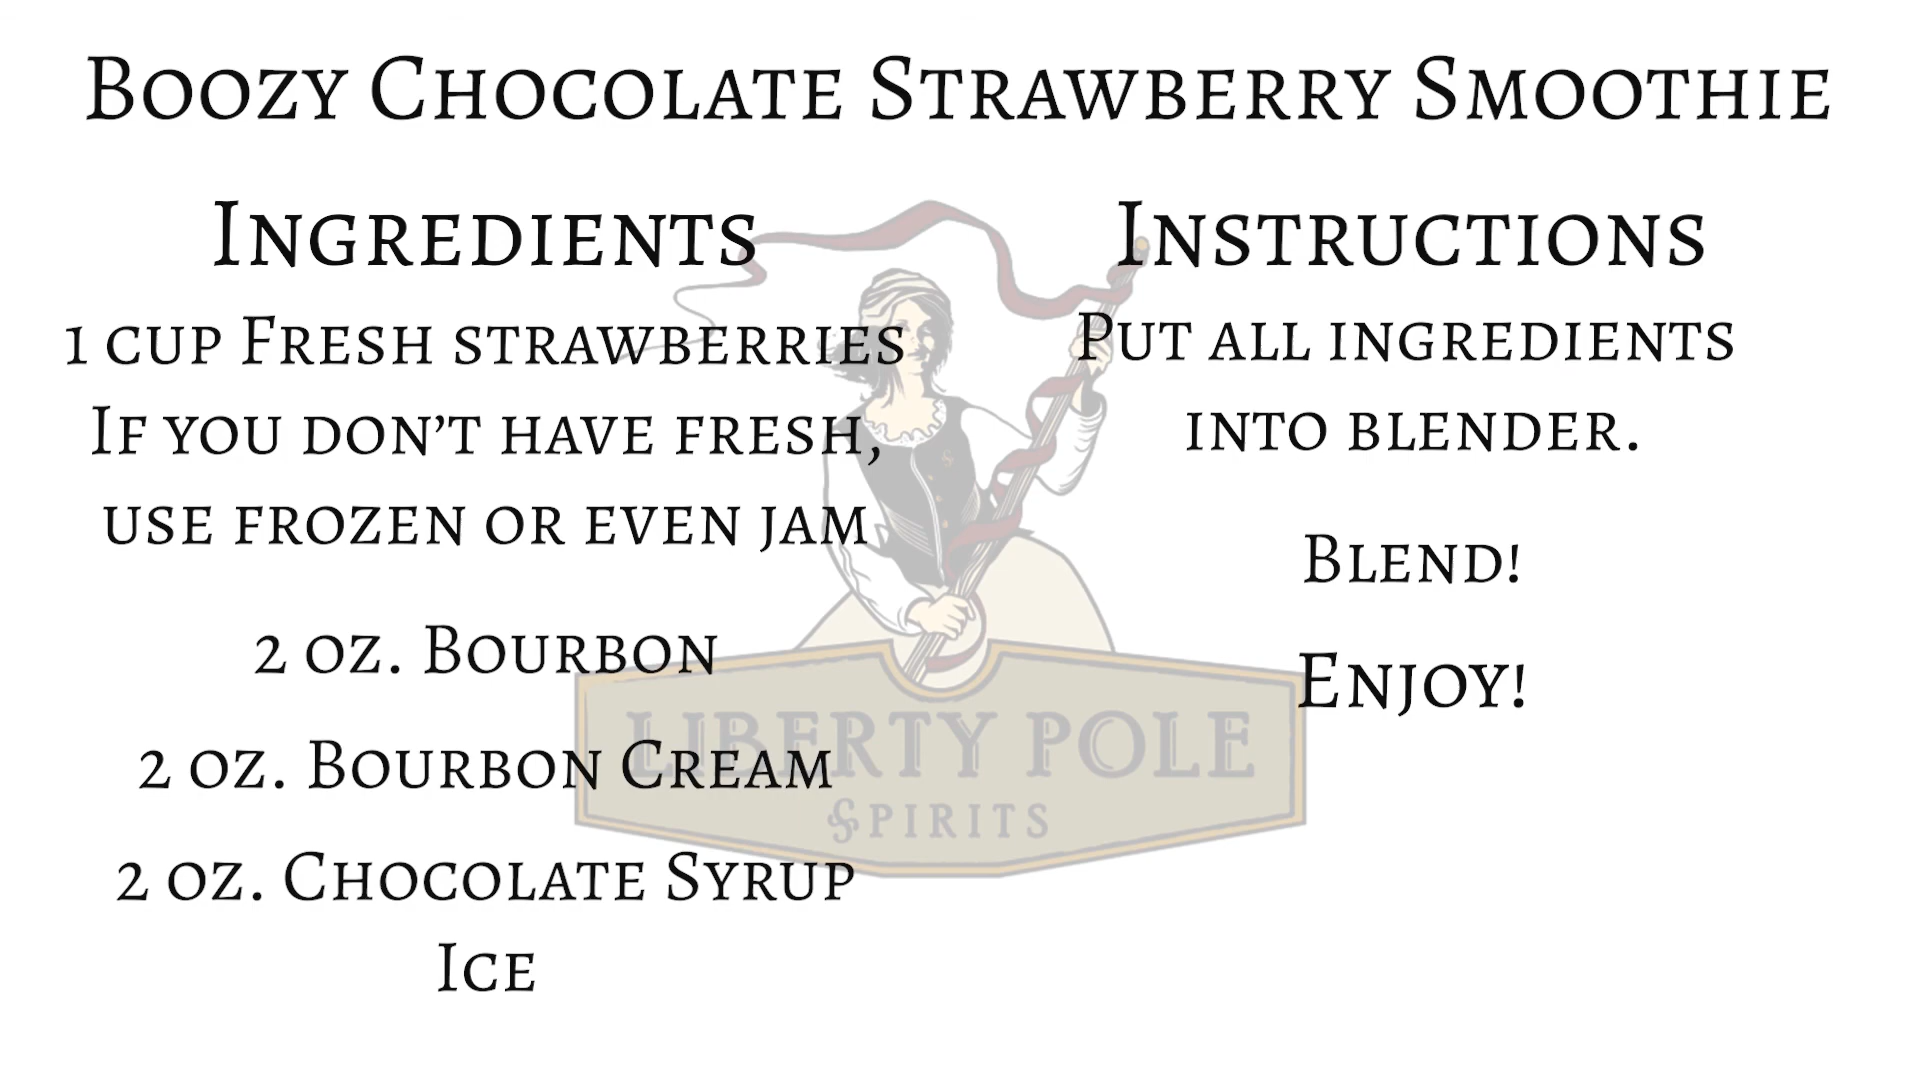 Boozy Chocolate Strawberry Smoothie
Ingredients
1 cup Fresh strawberries
If you don't have fresh,
use frozen or even jam
2 oz. Bourbon
2 oz. Bourbon Cream
2 oz. Chocolate Syrup
Ice
Instructions
Put all ingredients
into blender.
Blend!
Enjoy!
LIBERTY POLE
SPIRITS